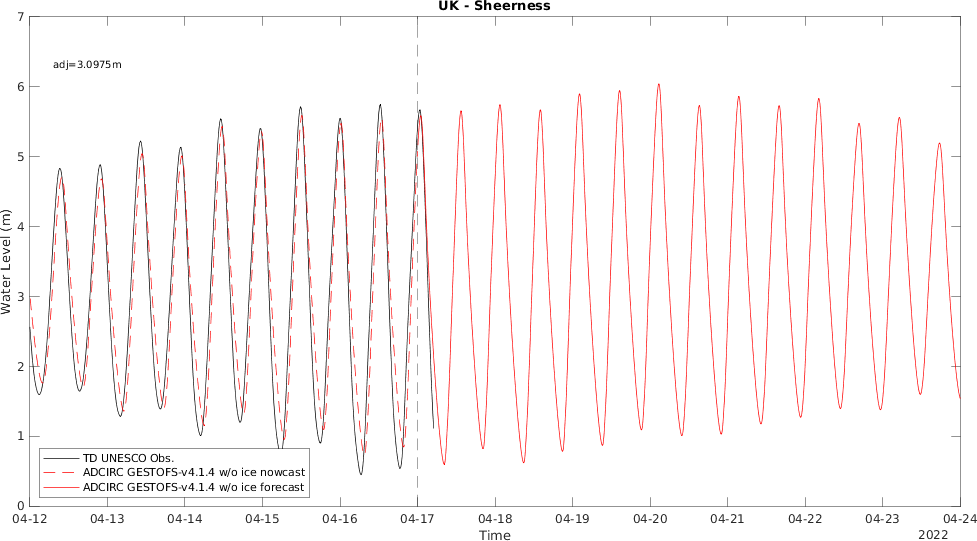 UK - Sheerness
adj=3.0975m
7
6
5
4
3
2
1
0
Water Level (m)
TD UNESCO Obs.
ADCIRC GESTOFS-v4.1.4 w/o ice nowcast
ADCIRC GESTOFS-v4.1.4 w/o ice forecast
04-12 04-13 04-14 04-15 04-16 04-17 04-18 04-19 04-20 04-21 04-22 04-23 04-24
Time
2022